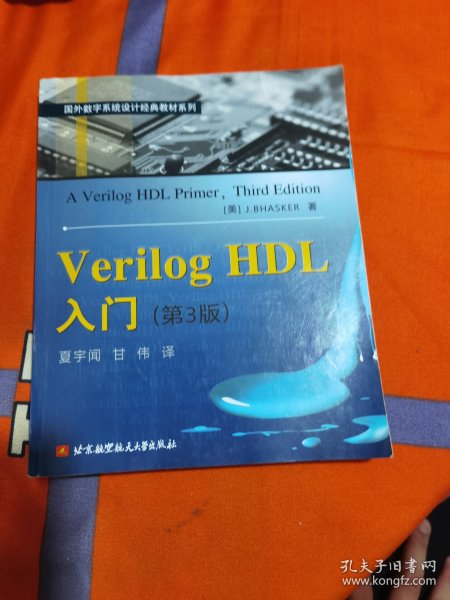 国外数字系统设计经典教材系列
A Verilog HDL Primer, Third Edition
[美] J.BHASKER 著
Verilog HDL
入门（第3版）
夏宇闻 甘 伟 译
北京航空航天大学出版社
孔夫子旧书网
www.kongfz.com